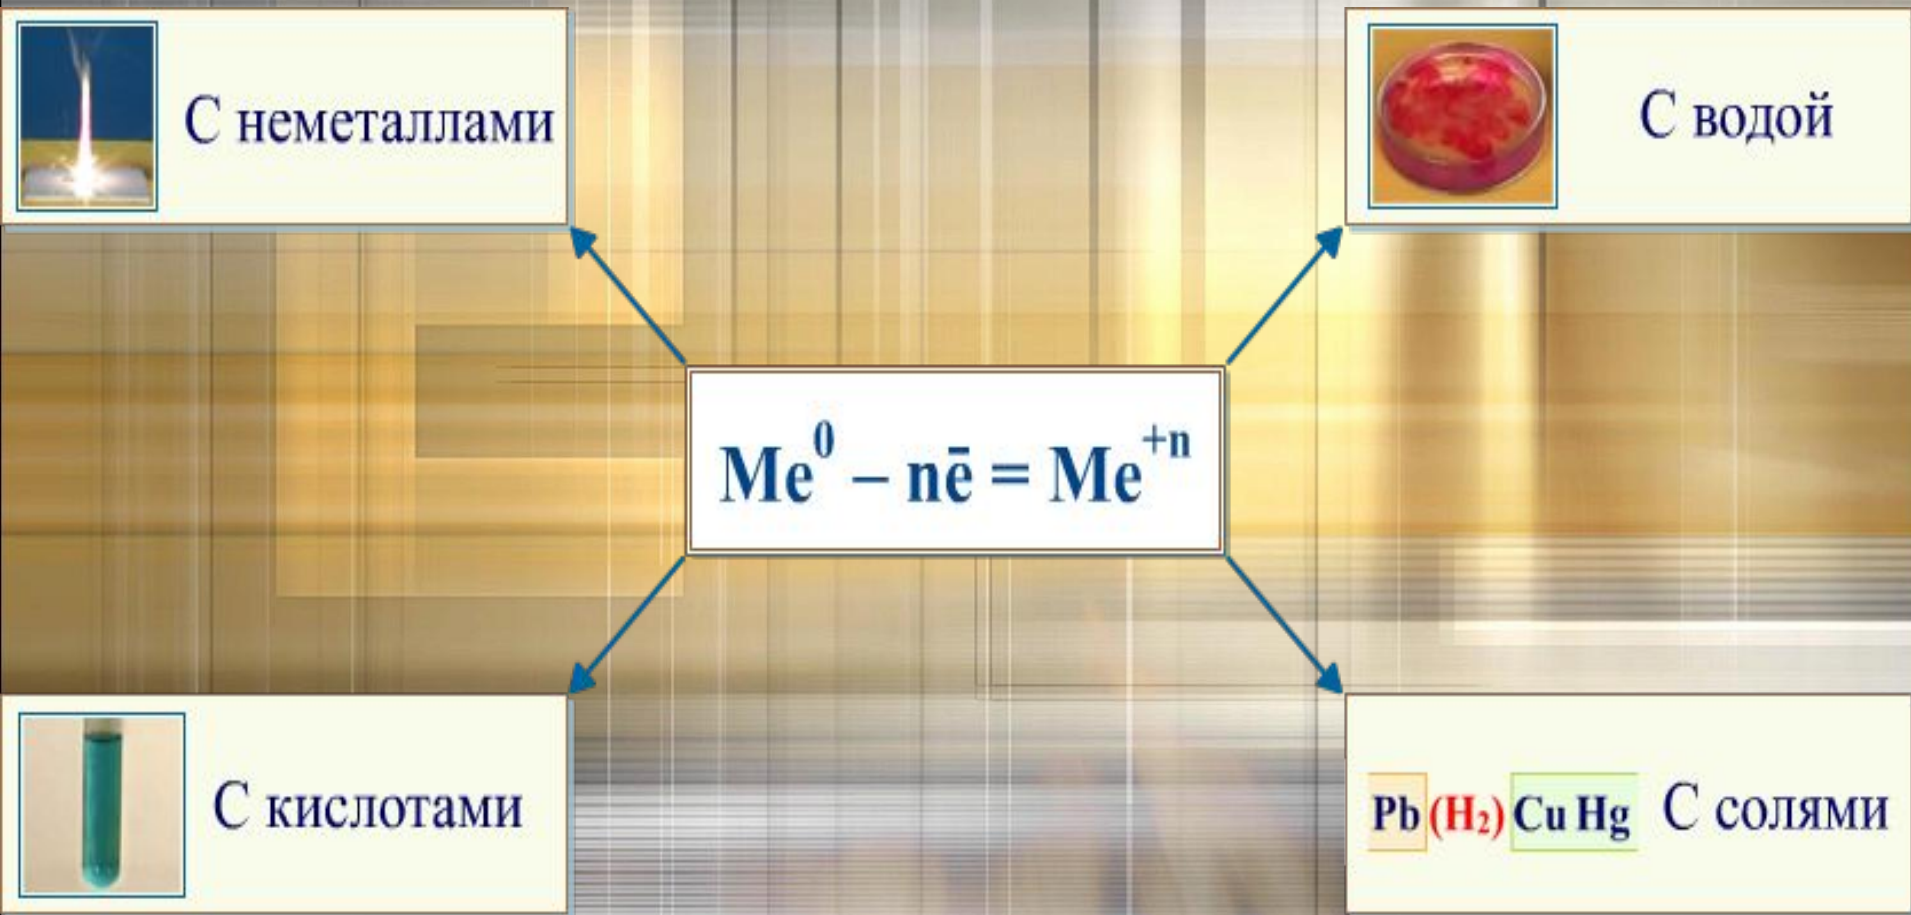 С неметаллами
С водой
Me⁰ – nē = Me⁺ⁿ
С кислотами
Pb (H₂) Cu Hg С солями